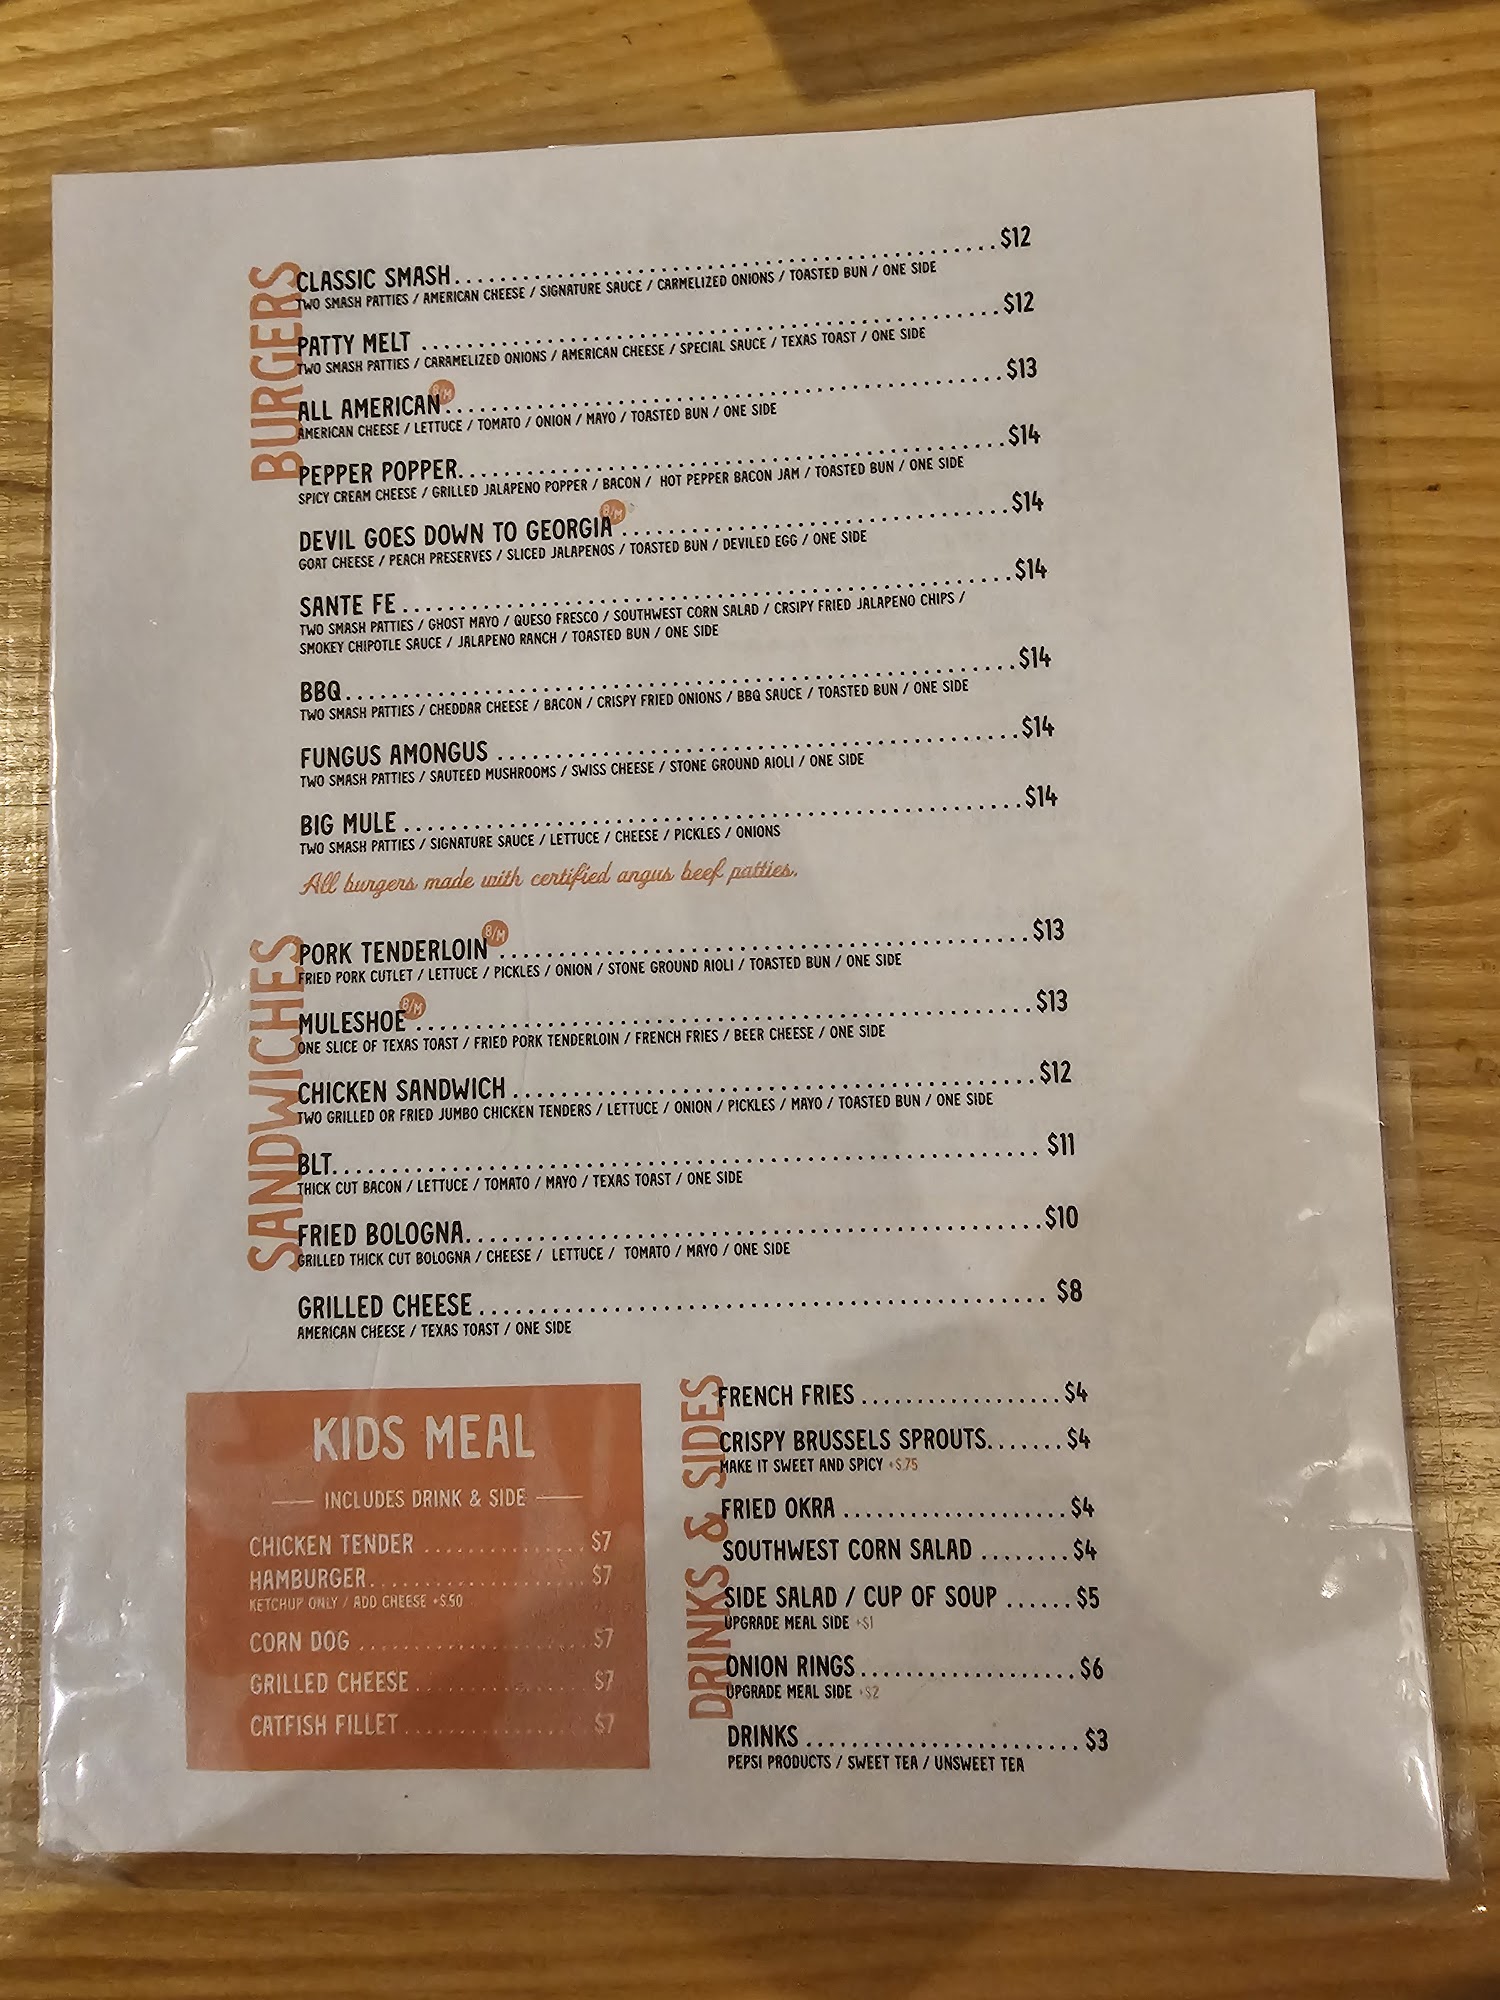 BURGERS
CLASSIC SMASH....................$12
TWO SMASH PATTIES / AMERICAN CHEESE / SIGNATURE SAUCE / CARMELIZED ONIONS / TOASTED BUN / ONE SIDE
PATTY MELT ....................$12
TWO SMASH PATTIES / CARAMELIZED ONIONS / AMERICAN CHEESE / SPECIAL SAUCE / TEXAS TOAST / ONE SIDE
ALL AMERICAN B/M....................$13
AMERICAN CHEESE / LETTUCE / TOMATO / ONION / MAYO / TOASTED BUN / ONE SIDE
PEPPER POPPER....................$14
SPICY CREAM CHEESE / GRILLED JALAPENO POPPER / BACON / HOT PEPPER BACON JAM / TOASTED BUN / ONE SIDE
DEVIL GOES DOWN TO GEORGIA B/M....................$14
GOAT CHEESE / PEACH PRESERVES / SLICED JALAPENOS / TOASTED BUN / DEVILED EGG / ONE SIDE
SANTE FE....................$14
TWO SMASH PATTIES / GHOST MAYO / QUESO FRESCO / SOUTHWEST CORN SALAD / CRSIPY FRIED JALAPENO CHIPS /
SMOKEY CHIPOTLE SAUCE / JALAPENO RANCH / TOASTED BUN / ONE SIDE
BBQ....................$14
TWO SMASH PATTIES / CHEDDAR CHEESE / BACON / CRISPY FRIED ONIONS / BBQ SAUCE / TOASTED BUN / ONE SIDE
FUNGUS AMONGUS ....................$14
TWO SMASH PATTIES / SAUTEED MUSHROOMS / SWISS CHEESE / STONE GROUND AIOLI / ONE SIDE
BIG MULE ....................$14
TWO SMASH PATTIES / SIGNATURE SAUCE / LETTUCE / CHEESE / PICKLES / ONIONS
All burgers made with certified angus beef patties.
SANDWICHES
PORK TENDERLOIN B/M ....................$13
FRIED PORK CUTLET / LETTUCE / PICKLES / ONION / STONE GROUND AIOLI / TOASTED BUN / ONE SIDE
MULESHOE B/M ....................$13
ONE SLICE OF TEXAS TOAST / FRIED PORK TENDERLOIN / FRENCH FRIES / BEER CHEESE / ONE SIDE
CHICKEN SANDWICH ....................$12
TWO GRILLED OR FRIED JUMBO CHICKEN TENDERS / LETTUCE / ONION / PICKLES / MAYO / TOASTED BUN / ONE SIDE
BLT.................... $11
THICK CUT BACON / LETTUCE / TOMATO / MAYO / TEXAS TOAST / ONE SIDE
FRIED BOLOGNA....................$10
GRILLED THICK CUT BOLOGNA / CHEESE / LETTUCE / TOMATO / MAYO / ONE SIDE
GRILLED CHEESE.................... $8
AMERICAN CHEESE / TEXAS TOAST / ONE SIDE
KIDS MEAL
INCLUDES DRINK & SIDE
CHICKEN TENDER ...............$7
HAMBURGER....................$7
KETCHUP ONLY / ADD CHEESE +$.50
CORN DOG ....................$7
GRILLED CHEESE ...............$7
CATFISH FILLET ...............$7
DRINKS & SIDES
FRENCH FRIES ..................$4
CRISPY BRUSSELS SPROUTS.......$4
MAKE IT SWEET AND SPICY +$.75
FRIED OKRA ....................$4
SOUTHWEST CORN SALAD ........$4
SIDE SALAD / CUP OF SOUP ......$5
UPGRADE MEAL SIDE +$1
ONION RINGS...................$6
UPGRADE MEAL SIDE +$2
DRINKS ........................$3
PEPSI PRODUCTS / SWEET TEA / UNSWEET TEA